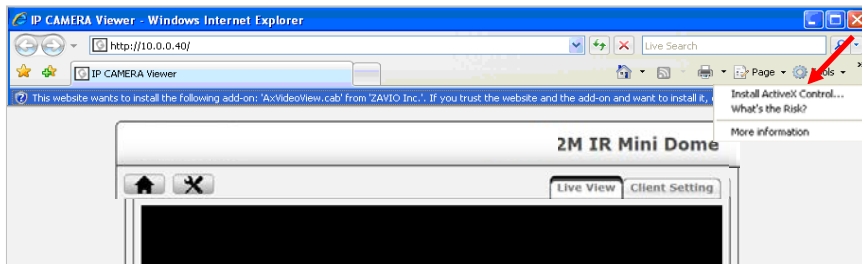 IP CAMERA Viewer - Windows Internet Explorer
http://10.0.0.40/
Live Search
IP CAMERA Viewer
Page
This website wants to install the following add-on: 'AxVideoView.cab' from 'ZAVIO Inc.'. If you trust the website and the add-on and want to install it,
Install ActiveX Control...
What's the Risk?
More information
2M IR Mini Dome
Live View Client Setting